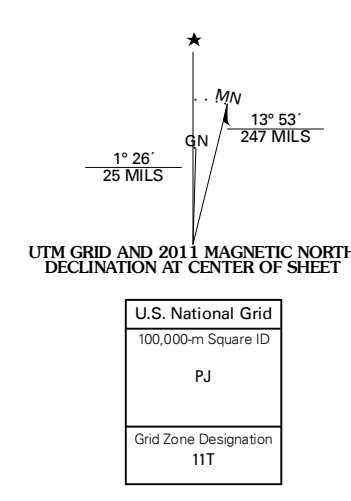 ★
MN
GN
13° 53´
247 MILS
1° 26´
25 MILS
UTM GRID AND 2011 MAGNETIC NORTH
DECLINATION AT CENTER OF SHEET
U.S. National Grid
100,000-m Square ID
PJ
Grid Zone Designation
11T